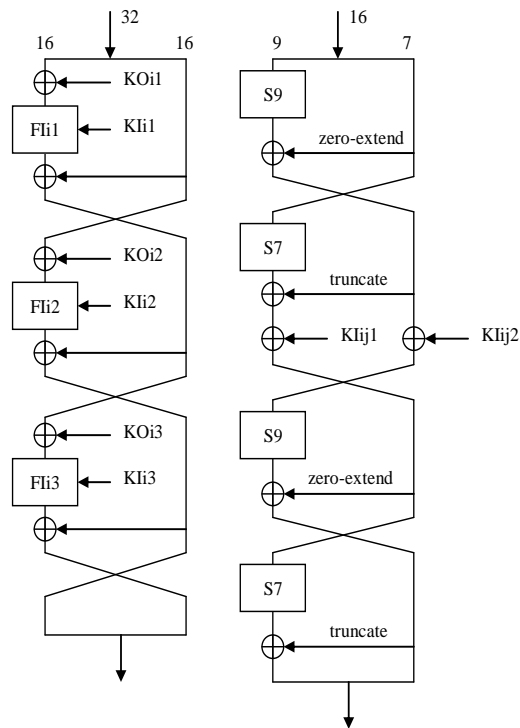 32
16 16
KOi1
FIi1 KIi1
KOi2
FIi2 KIi2
KOi3
FIi3 KIi3
16
9 7
S9
zero-extend
S7
truncate
KIij1 KIij2
S9
zero-extend
S7
truncate